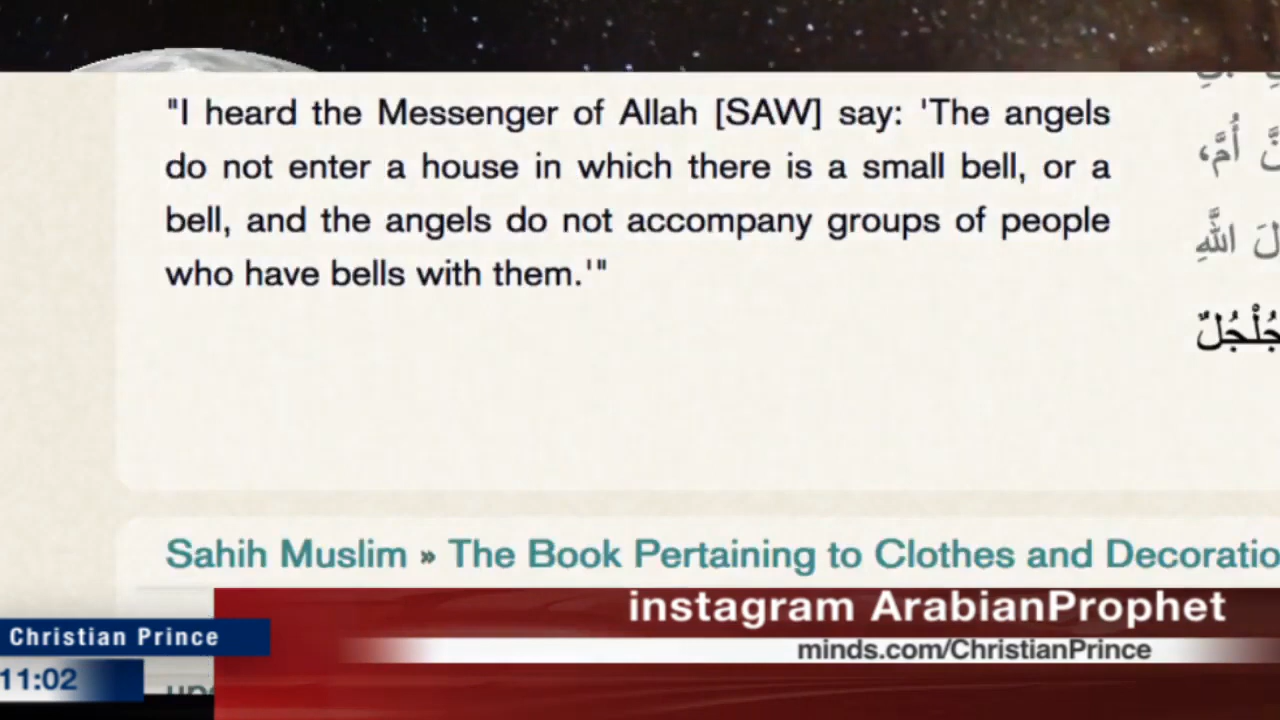 "I heard the Messenger of Allah [SAW] say: 'The angels
do not enter a house in which there is a small bell, or a
bell, and the angels do not accompany groups of people
who have bells with them.'"
أُمَّ،
اللَّهِ
جُلْجُلٌ
Sahih Muslim » The Book Pertaining to Clothes and Decoratio
instagram ArabianProphet
Christian Prince
minds.com/ChristianPrince
11:02